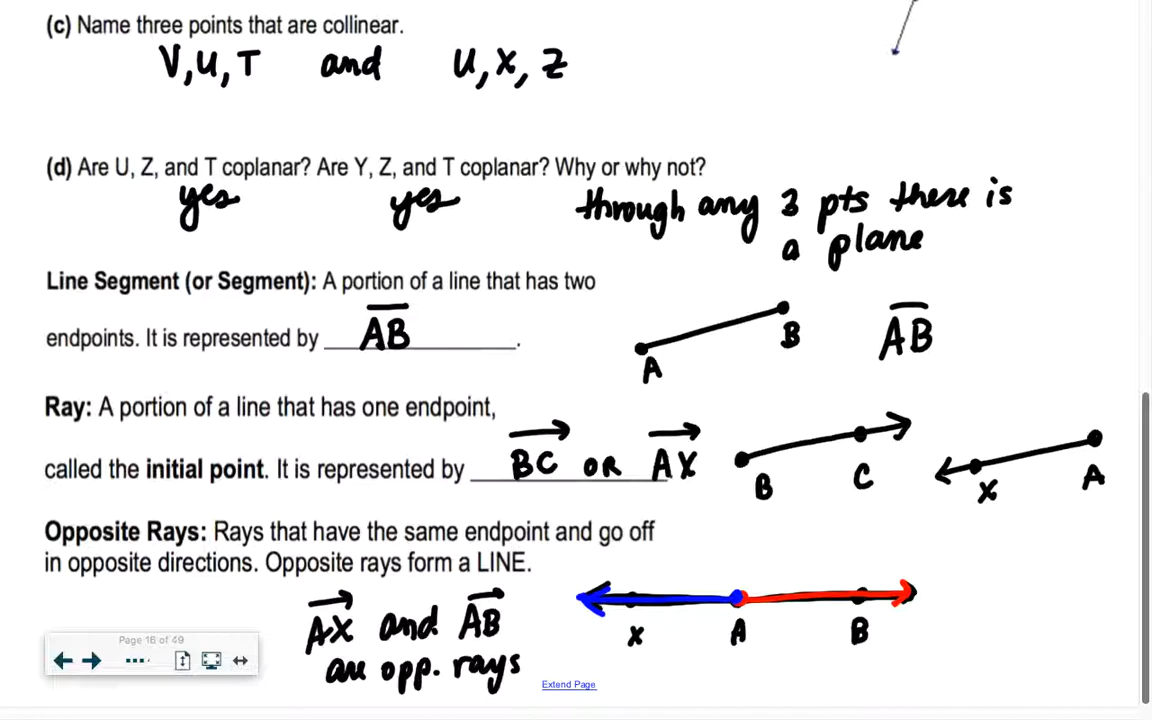 (c) Name three points that are collinear.
V, U, T and U, X, Z
(d) Are U, Z, and T coplanar? Are Y, Z, and T coplanar? Why or why not?
yes yes through any 3 pts there is
a plane
Line Segment (or Segment): A portion of a line that has two
endpoints. It is represented by AB.
A B AB
Ray: A portion of a line that has one endpoint,
called the initial point. It is represented by BC OR AX
B C X A
Opposite Rays: Rays that have the same endpoint and go off
in opposite directions. Opposite rays form a LINE.
AX and AB
are opp. rays
X A B
Page 16 of 49
Extend Page